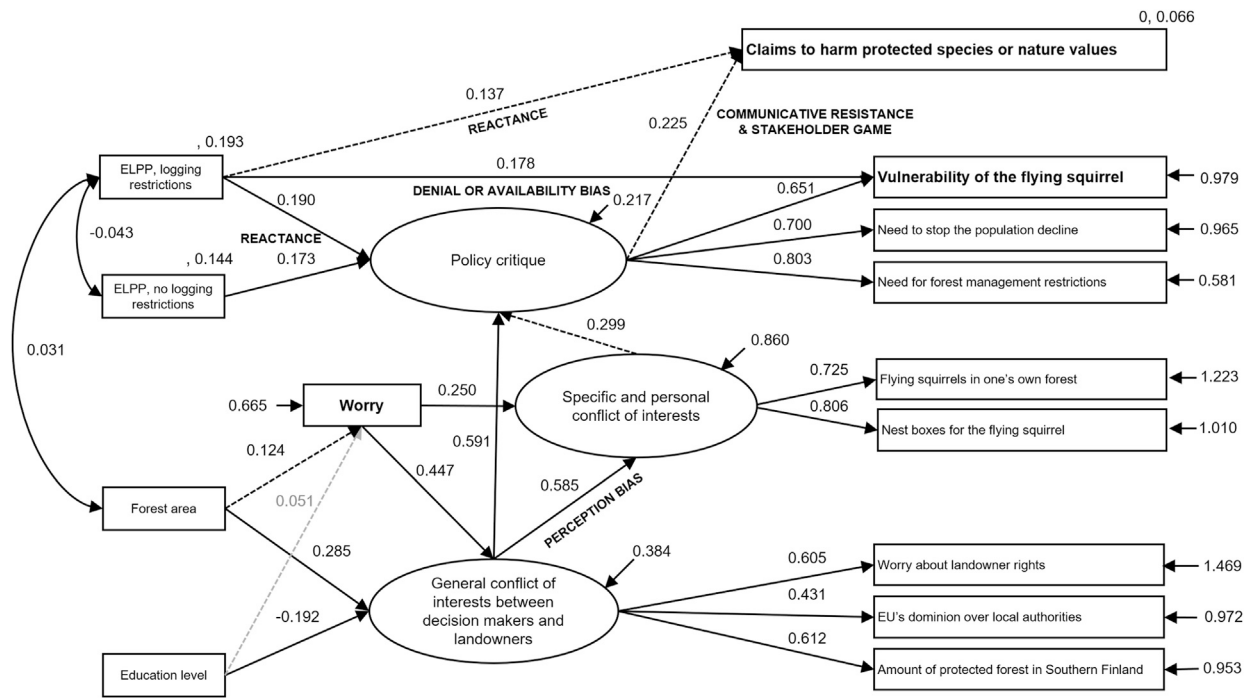 0, 0.066
Claims to harm protected species or nature values
0.137
REACTANCE
COMMUNICATIVE RESISTANCE
& STAKEHOLDER GAME
0.225
, 0.193
ELPP, logging
restrictions
0.178
DENIAL OR AVAILABILITY BIAS
0.651
Vulnerability of the flying squirrel
0.979
0.190
0.217
0.700
Need to stop the population decline
0.965
-0.043
REACTANCE
, 0.144
0.173
Policy critique
0.803
Need for forest management restrictions
0.581
ELPP, no logging
restrictions
0.299
0.031
0.860
0.725
Flying squirrels in one's own forest
1.223
0.665
Worry
0.250
Specific and personal
conflict of interests
0.806
Nest boxes for the flying squirrel
1.010
0.124
0.591
0.447
0.585
PERCEPTION BIAS
0.051
Forest area
0.285
0.384
0.605
Worry about landowner rights
1.469
General conflict of
interests between
decision makers and
landowners
0.431
EU's dominion over local authorities
0.972
-0.192
0.612
Amount of protected forest in Southern Finland
0.953
Education level